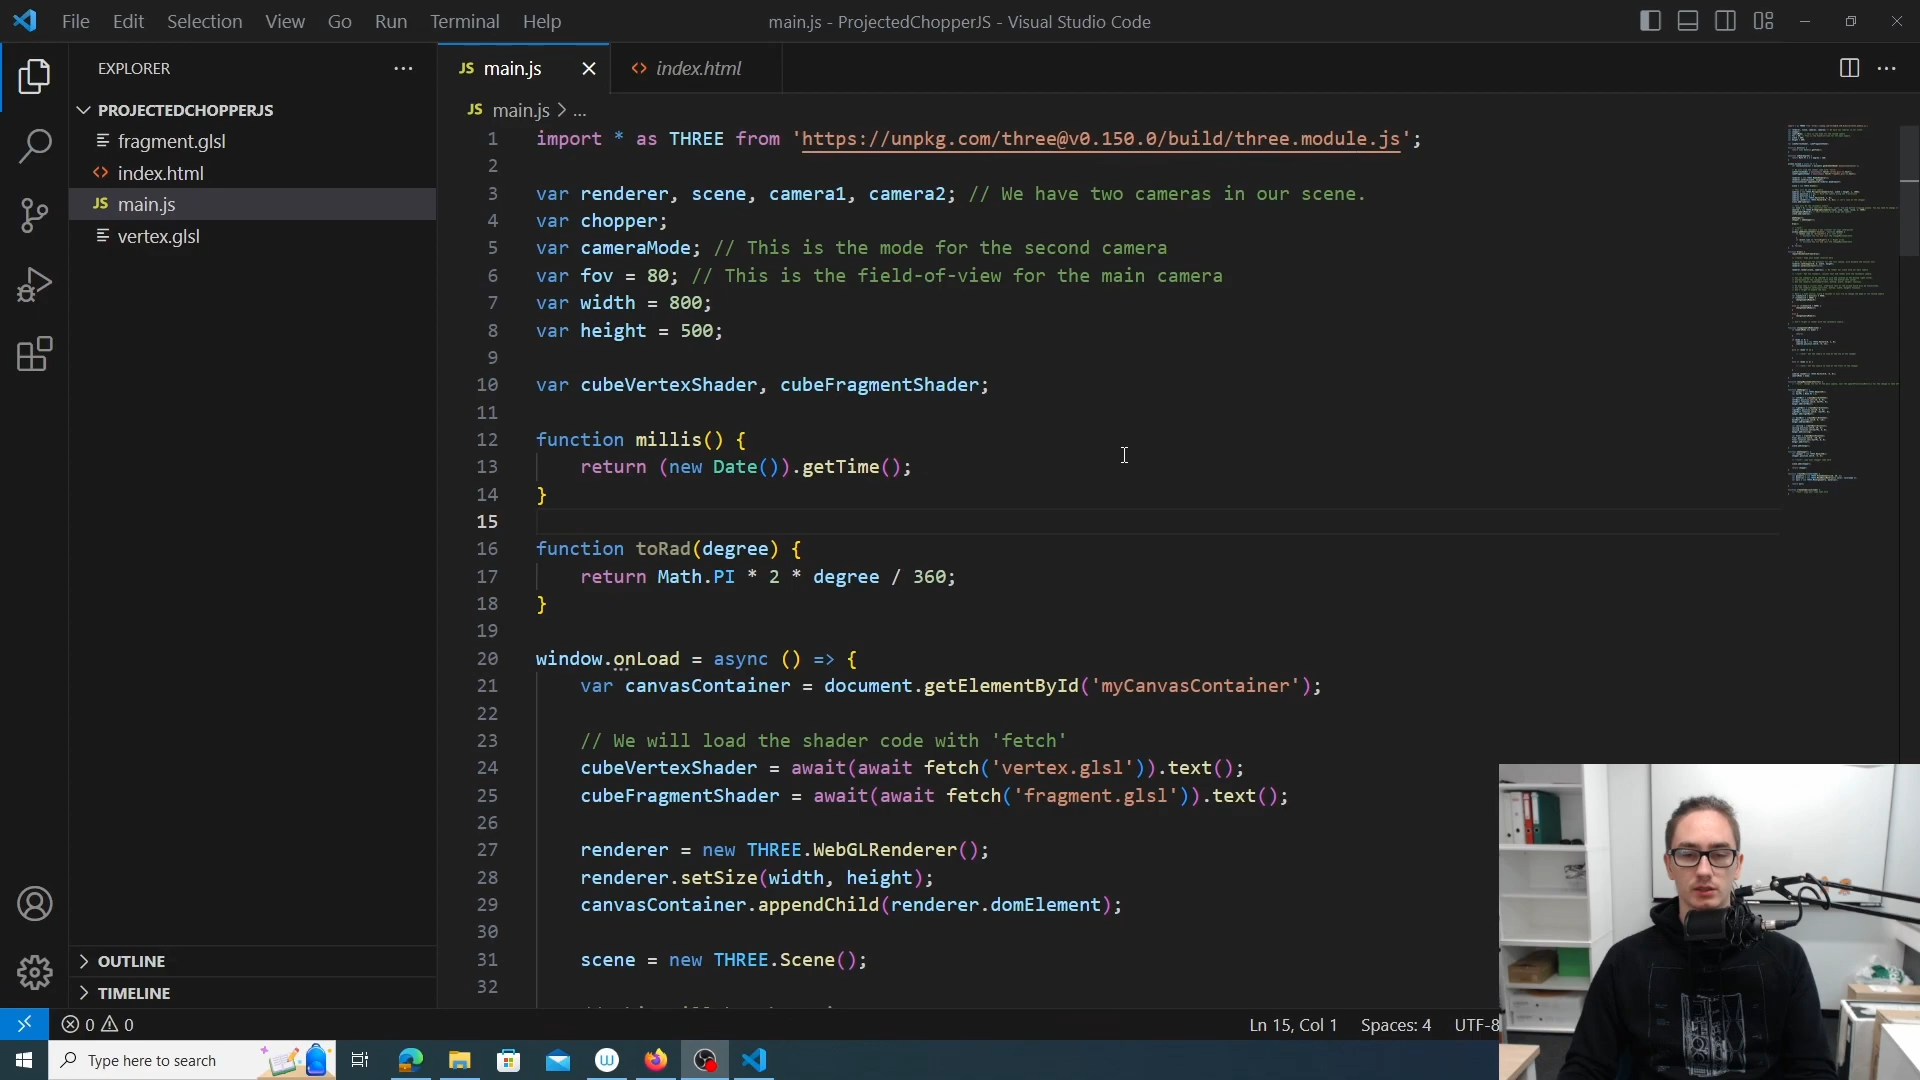 File Edit Selection View Go Run Terminal Help
main.js - ProjectedChopperJS - Visual Studio Code
EXPLORER
PROJECTEDCHOPPERJS
fragment.glsl
index.html
JS main.js
vertex.glsl
OUTLINE
TIMELINE
JS main.js
index.html
JS main.js > ...
1 import * as THREE from 'https://unpkg.com/three@v0.150.0/build/three.module.js';
2
3 var renderer, scene, camera1, camera2; // We have two cameras in our scene.
4 var chopper;
5 var cameraMode; // This is the mode for the second camera
6 var fov = 80; // This is the field-of-view for the main camera
7 var width = 800;
8 var height = 500;
9
10 var cubeVertexShader, cubeFragmentShader;
11
12 function millis() {
13 return (new Date()).getTime();
14 }
15
16 function toRad(degree) {
17 return Math.PI * 2 * degree / 360;
18 }
19
20 window.onLoad = async () => {
21 var canvasContainer = document.getElementById('myCanvasContainer');
22
23 // We will load the shader code with 'fetch'
24 cubeVertexShader = await(await fetch('vertex.glsl')).text();
25 cubeFragmentShader = await(await fetch('fragment.glsl')).text();
26
27 renderer = new THREE.WebGLRenderer();
28 renderer.setSize(width, height);
29 canvasContainer.appendChild(renderer.domElement);
30
31 scene = new THREE.Scene();
32
0 0
Ln 15, Col 1 Spaces: 4 UTF-8
Type here to search